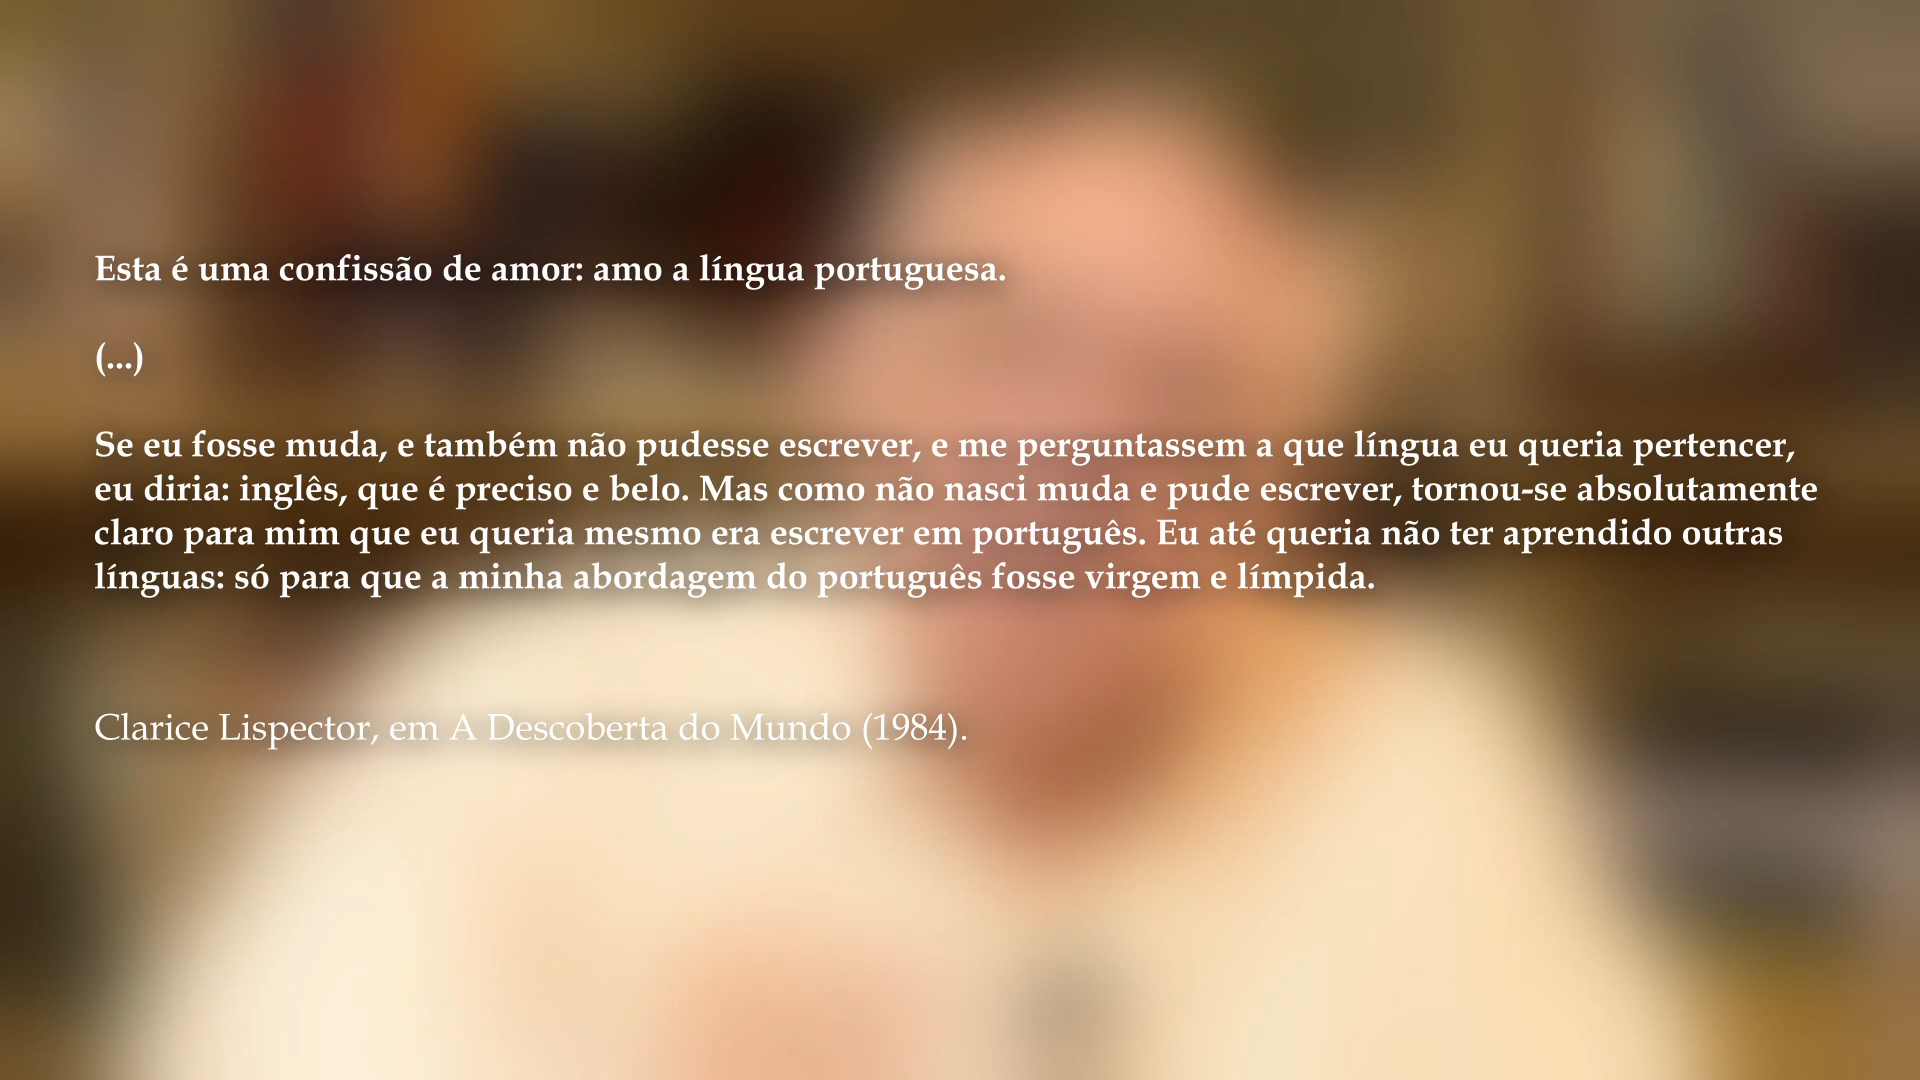 Esta é uma confissão de amor: amo a língua portuguesa.
(...)
Se eu fosse muda, e também não pudesse escrever, e me perguntassem a que língua eu queria pertencer,
eu diria: inglês, que é preciso e belo. Mas como não nasci muda e pude escrever, tornou-se absolutamente
claro para mim que eu queria mesmo era escrever em português. Eu até queria não ter aprendido outras
línguas: só para que a minha abordagem do português fosse virgem e límpida.
Clarice Lispector, em A Descoberta do Mundo (1984).